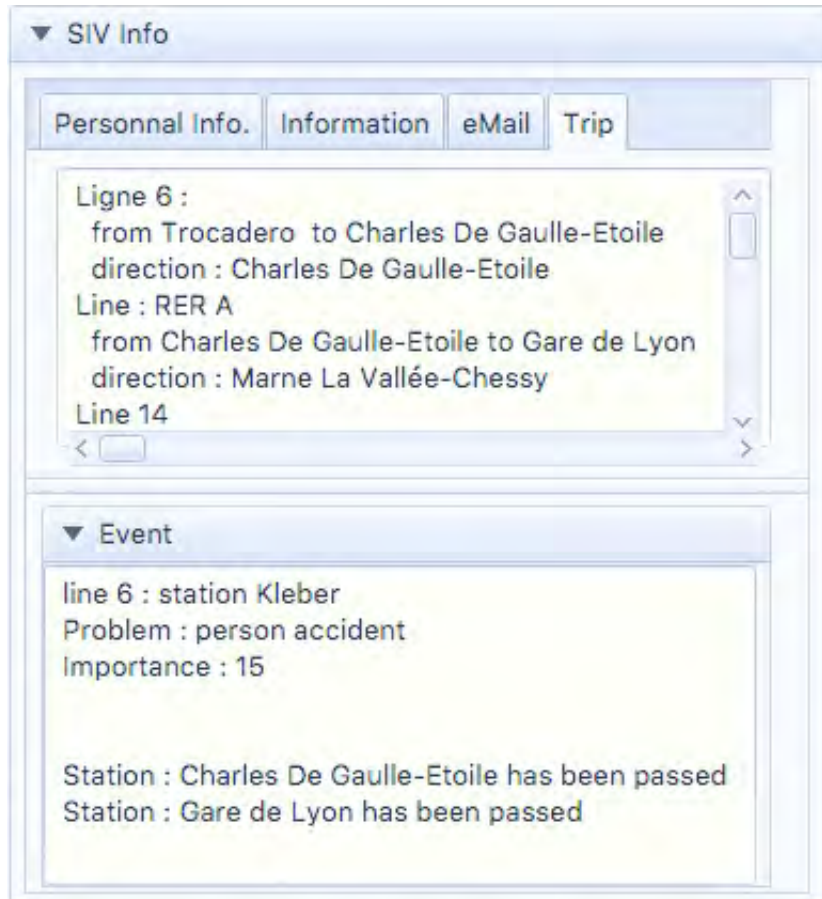 SIV Info
Personnal Info. Information eMail Trip
Ligne 6 :
from Trocadero to Charles De Gaulle-Etoile
direction : Charles De Gaulle-Etoile
Line : RER A
from Charles De Gaulle-Etoile to Gare de Lyon
direction : Marne La Vallée-Chessy
Line 14
Event
line 6 : station Kleber
Problem : person accident
Importance : 15
Station : Charles De Gaulle-Etoile has been passed
Station : Gare de Lyon has been passed